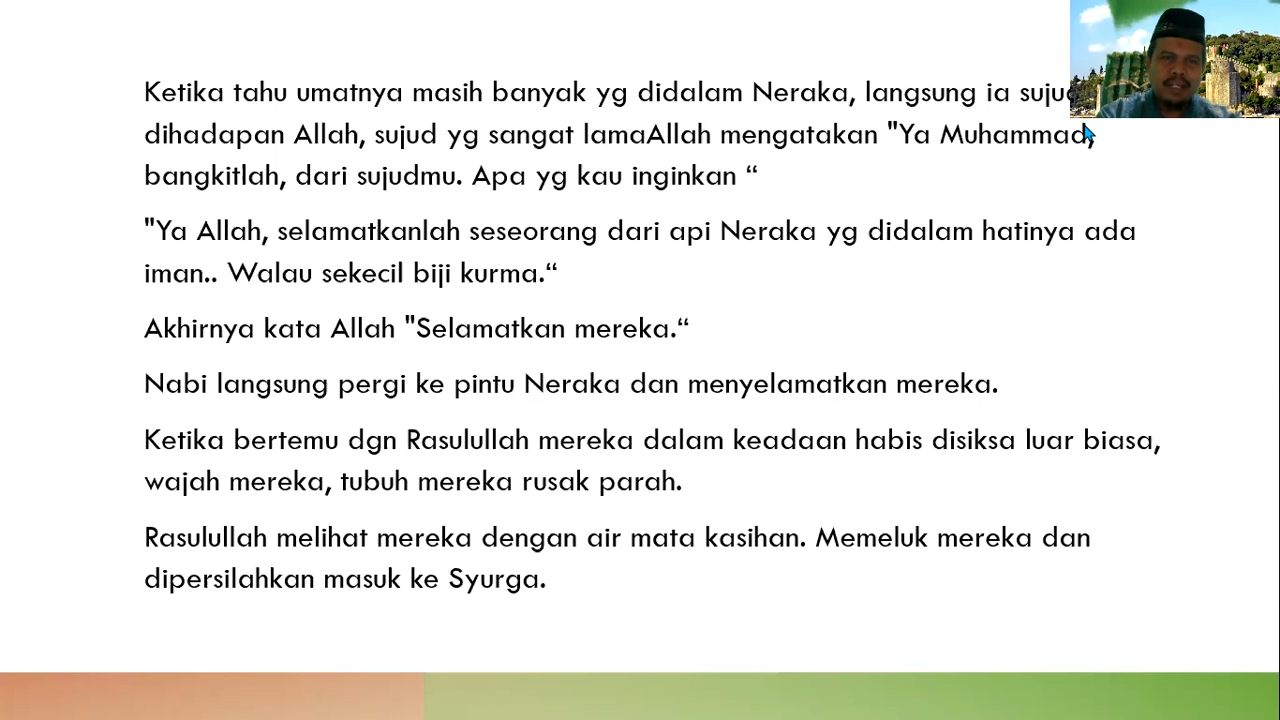 Ketika tahu umatnya masih banyak yg didalam Neraka, langsung ia
dihadapan Allah, sujud yg sangat lamaAllah mengatakan "Ya Muhammad,
bangkitlah, dari sujudmu. Apa yg kau inginkan “
"Ya Allah, selamatkanlah seseorang dari api Neraka yg didalam hatinya ada
iman.. Walau sekecil biji kurma.“
Akhirnya kata Allah "Selamatkan mereka.“
Nabi langsung pergi ke pintu Neraka dan menyelamatkan mereka.
Ketika bertemu dgn Rasulullah mereka dalam keadaan habis disiksa luar biasa,
wajah mereka, tubuh mereka rusak parah.
Rasulullah melihat mereka dengan air mata kasihan. Memeluk mereka dan
dipersilahkan masuk ke Syurga.